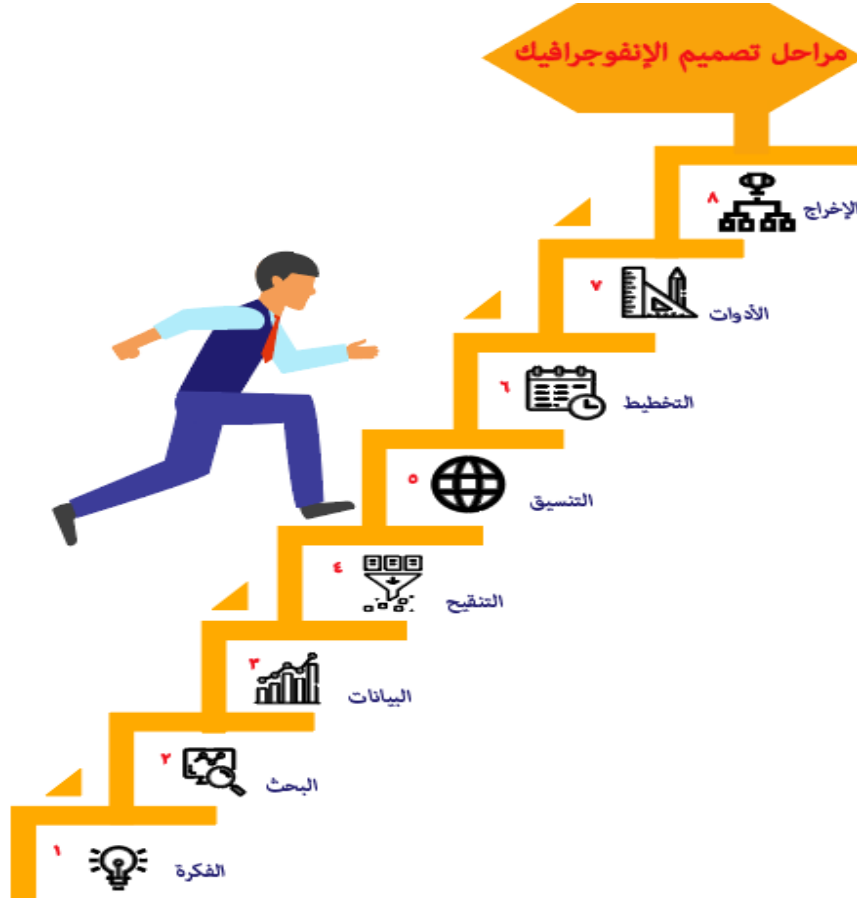 مراحل تصميم الإنفوجرافيك
٨ الإخراج
٧ الأدوات
٦ التخطيط
٥ التنسيق
٤ التنقيح
٣ البيانات
٢ البحث
١ الفكرة